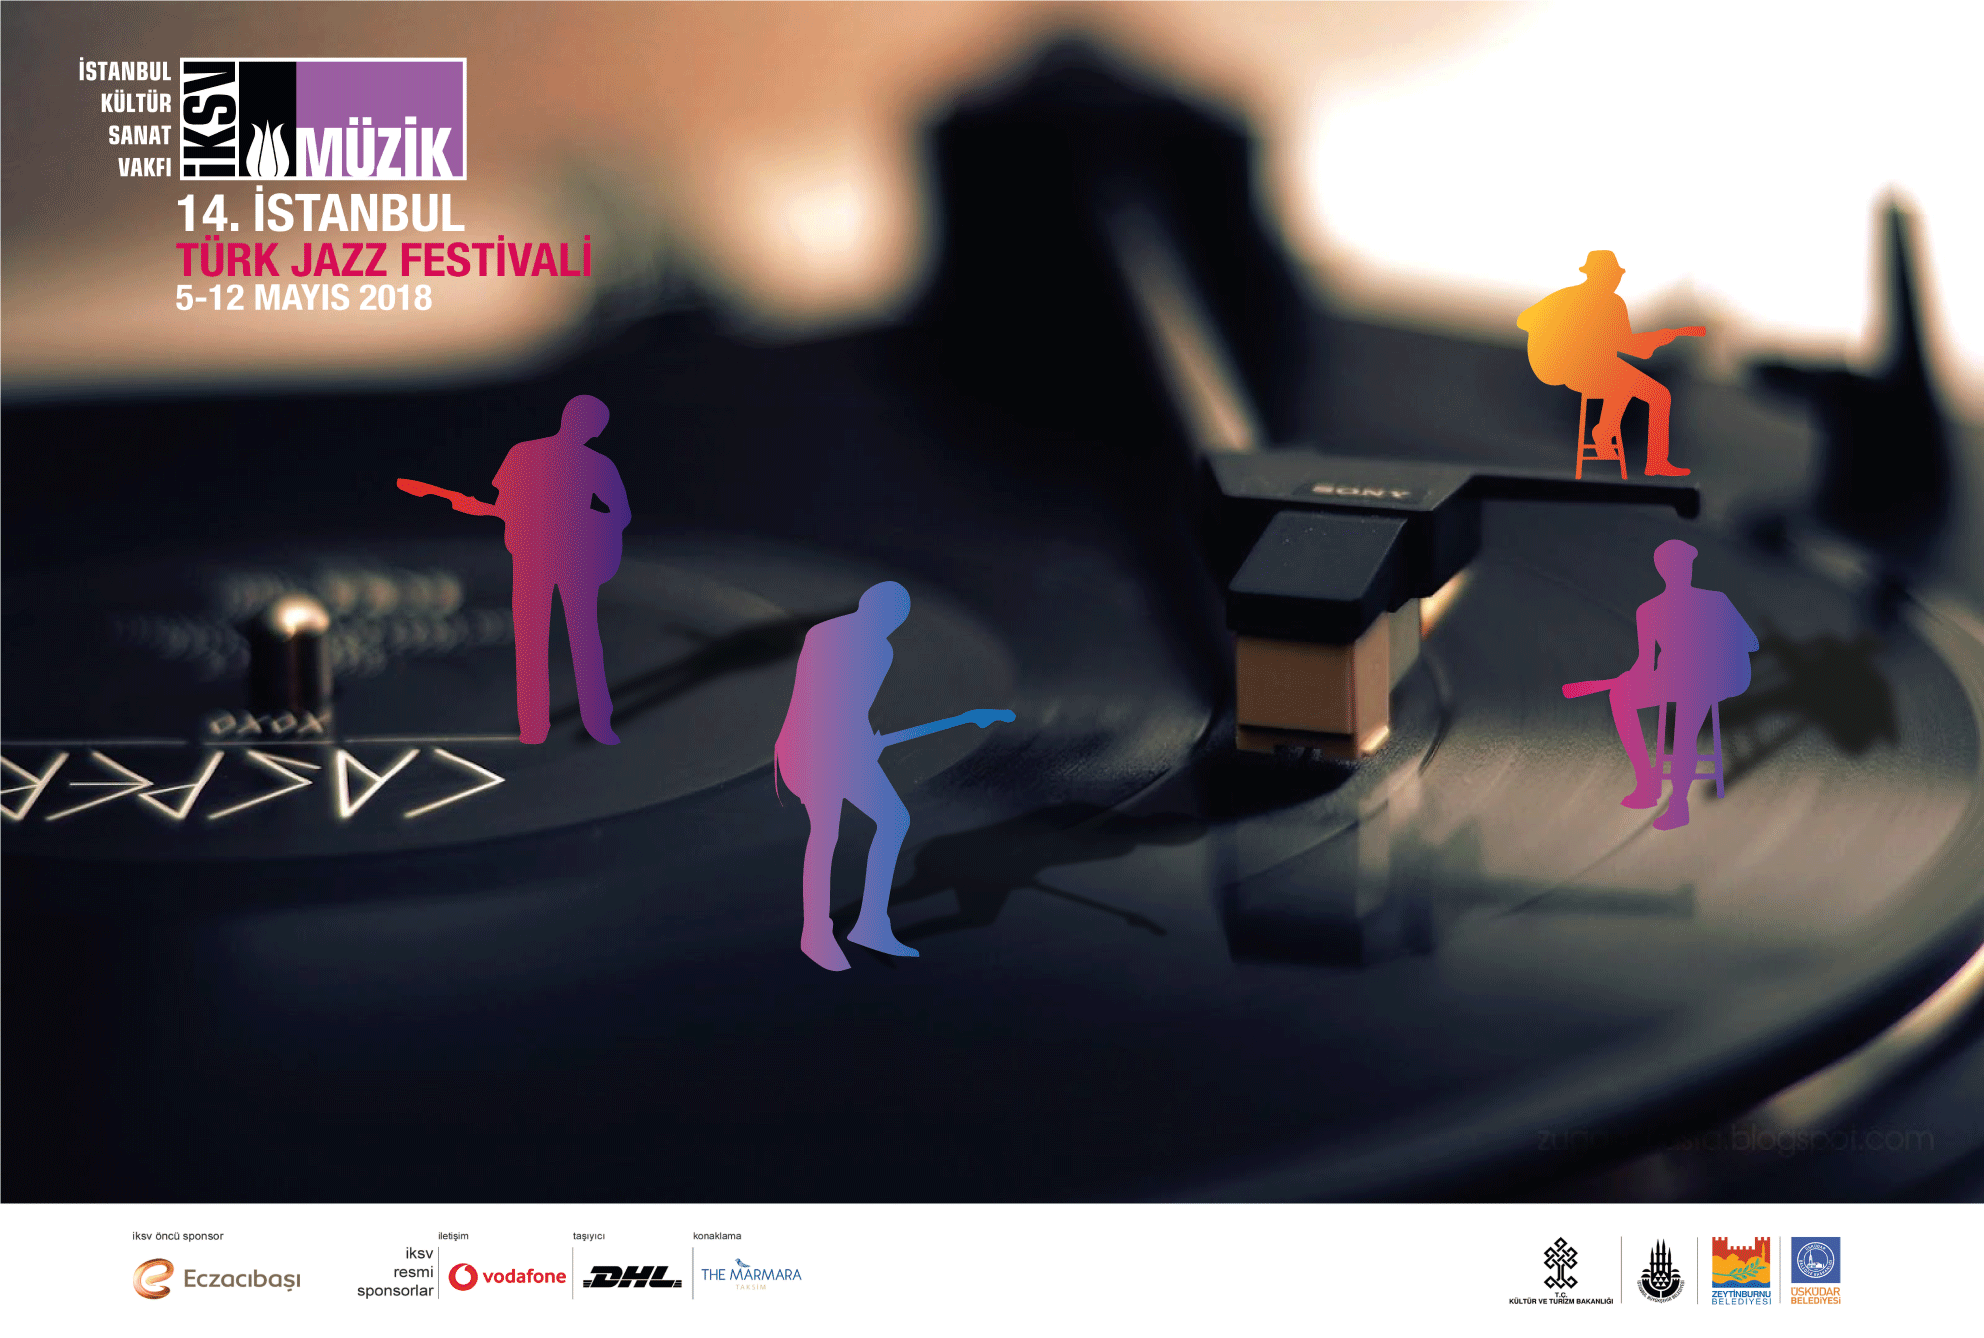 İSTANBUL
KÜLTÜR
SANAT
VAKFI
İKSV
MÜZİK
14. İSTANBUL
TÜRK JAZZ FESTİVALİ
5-12 MAYIS 2018
SONY
CASPER
iksv öncü sponsor
Eczacıbaşı
iksv
resmi
sponsorlar
iletişim
vodafone
taşıyıcı
DHL
konaklama
THE MARMARA
TAKSİM
T.C.
KÜLTÜR VE TURİZM BAKANLIĞI
ZEYTİNBURNU
BELEDİYESİ
ÜSKÜDAR
BELEDİYESİ